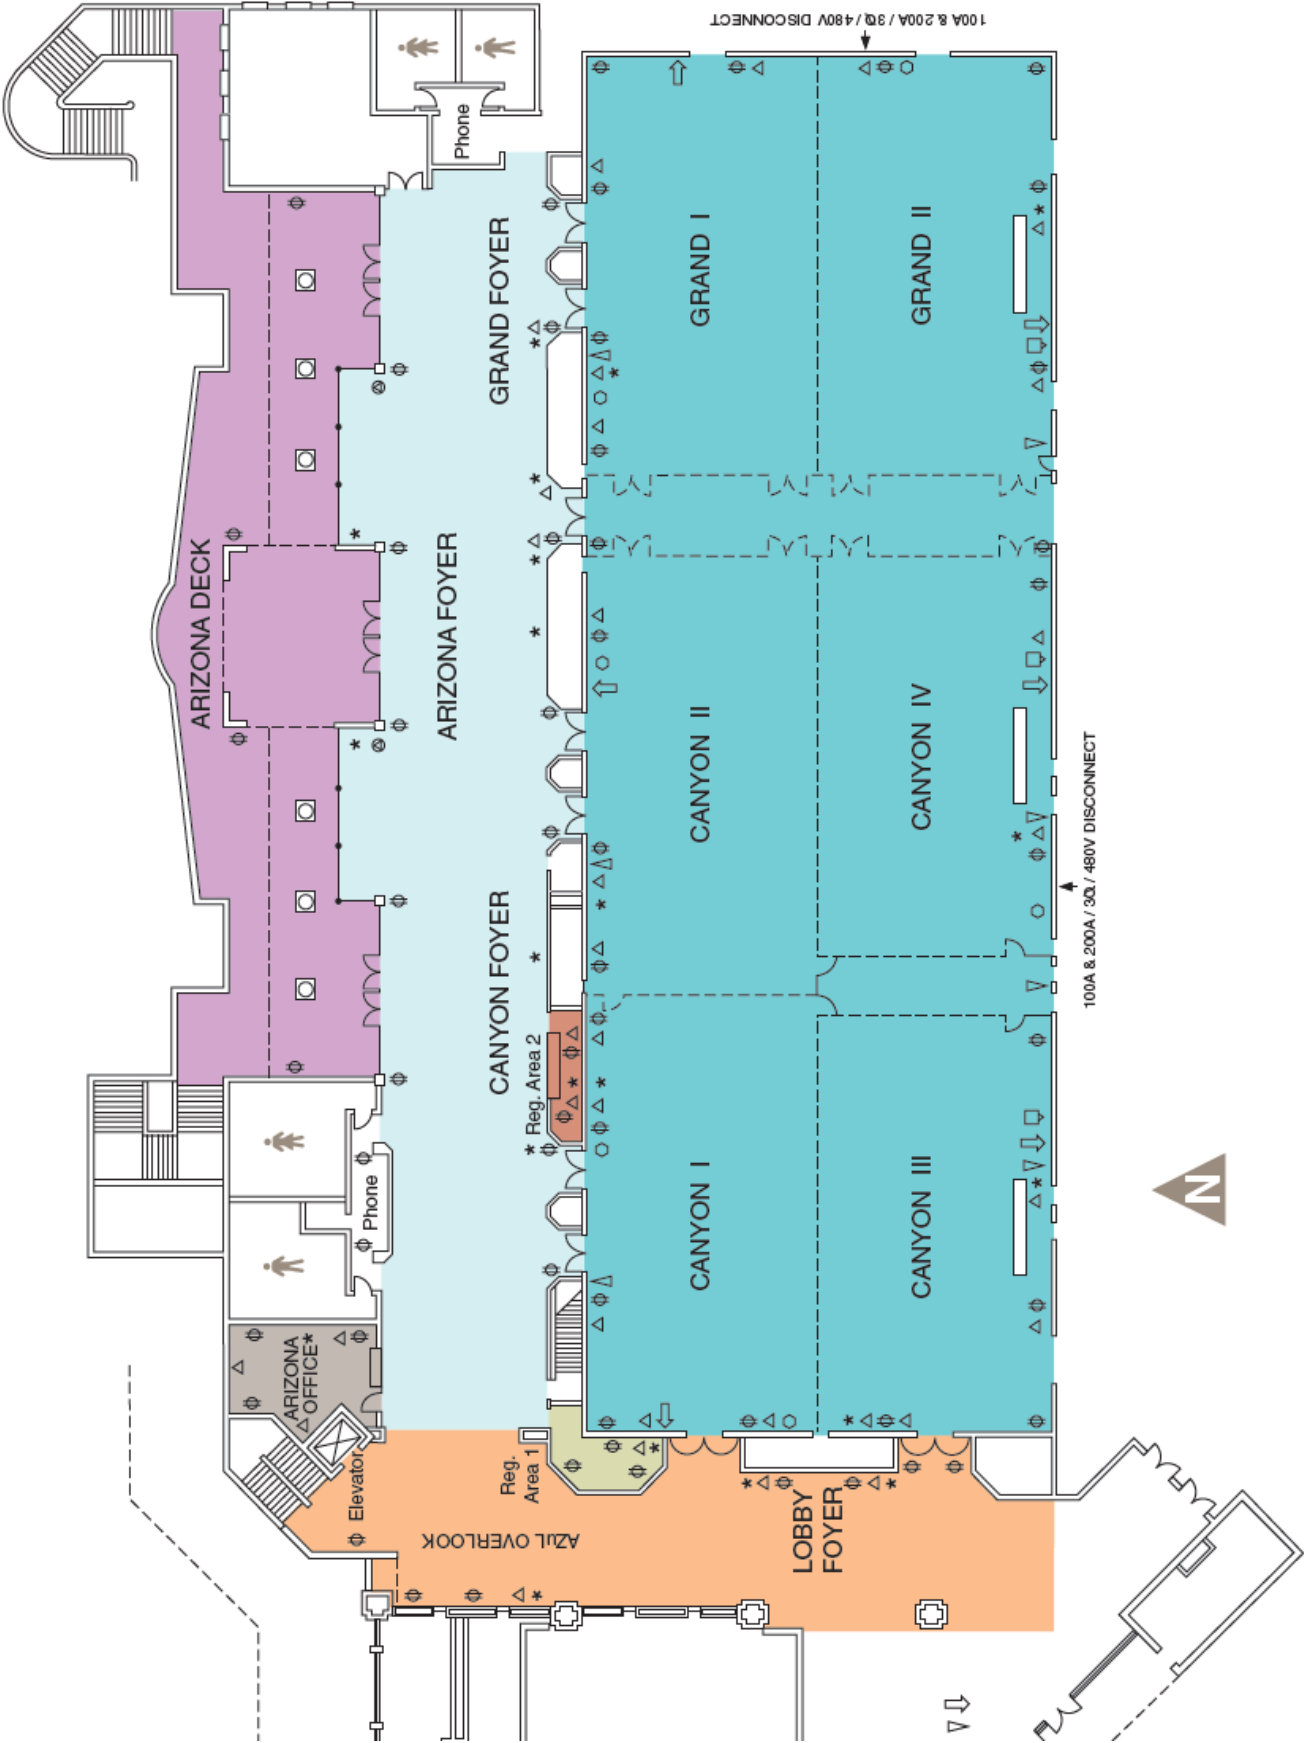 100A & 200A / 3Ø / 480V DISCONNECT
Phone
GRAND FOYER
GRAND I
GRAND II
ARIZONA DECK
ARIZONA FOYER
CANYON II
CANYON IV
100A & 200A / 3Ø / 480V DISCONNECT
CANYON FOYER
* Reg. Area 2
Phone
CANYON I
CANYON III
N
ARIZONA
OFFICE*
Elevator
Reg.
Area 1
AZuL OVERLOOK
LOBBY
FOYER